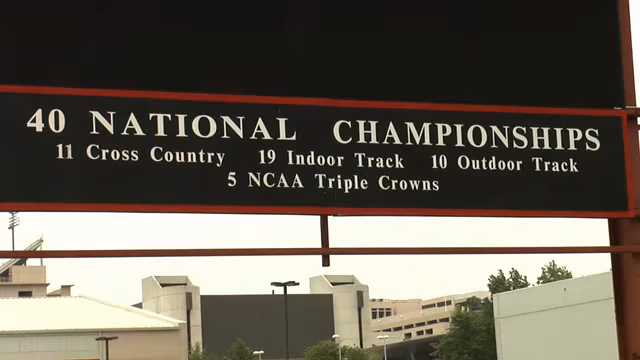 40 NATIONAL CHAMPIONSHIPS
11 Cross Country 19 Indoor Track 10 Outdoor Track
5 NCAA Triple Crowns